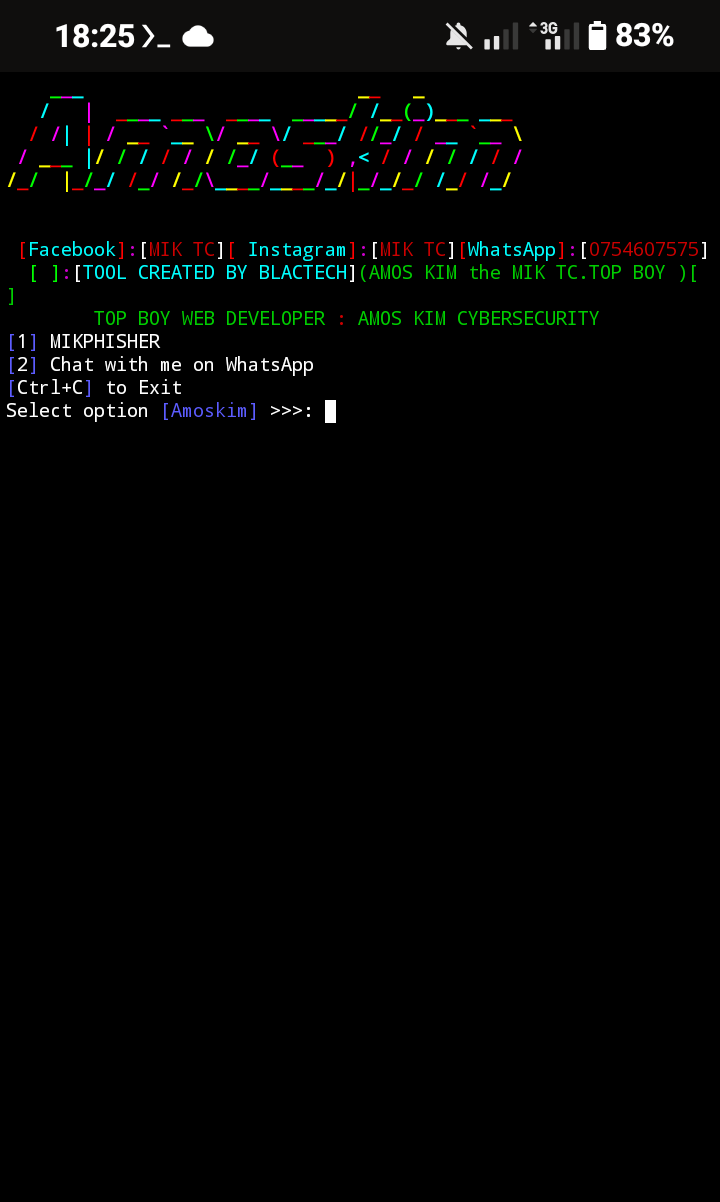 18:25
3G
83%
Amoskim
[Facebook]:[MIK TC][ Instagram]:[MIK TC][WhatsApp]:[0754607575]
[ ]:[TOOL CREATED BY BLACTECH](AMOS KIM the MIK TC.TOP BOY )[
]
TOP BOY WEB DEVELOPER : AMOS KIM CYBERSECURITY
[1] MIKPHISHER
[2] Chat with me on WhatsApp
[Ctrl+C] to Exit
Select option [Amoskim] >>>: